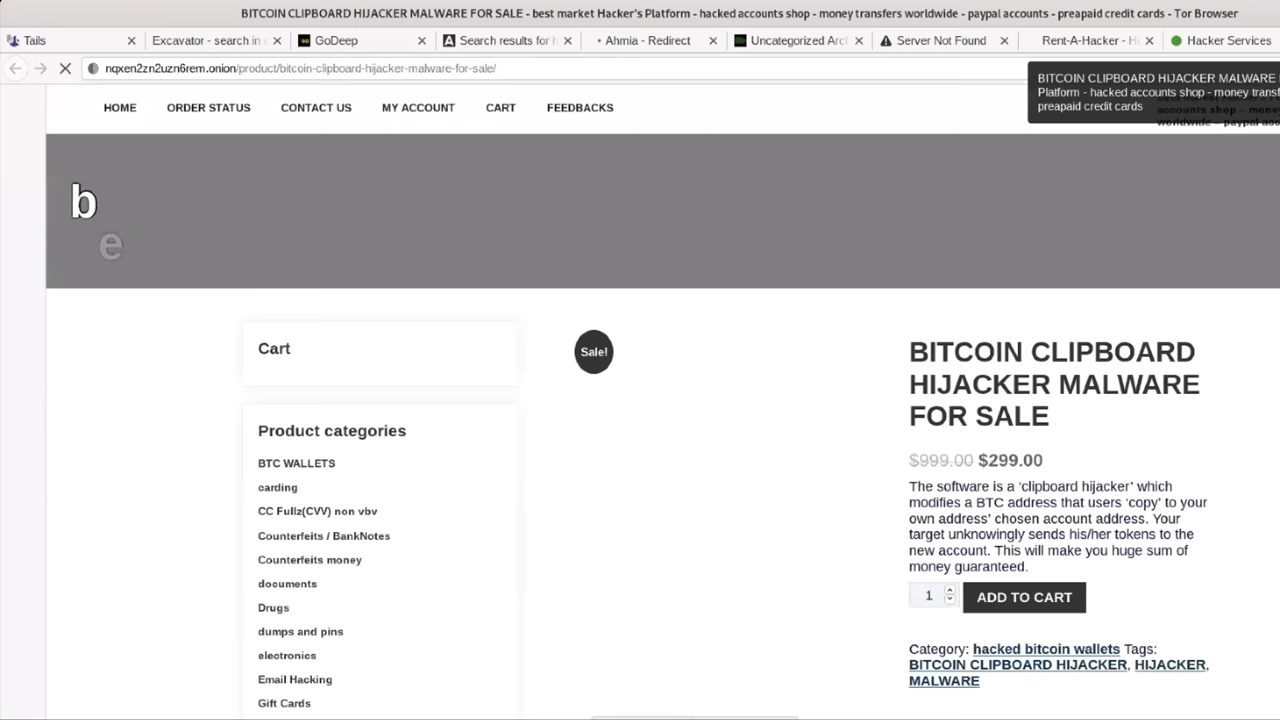 BITCOIN CLIPBOARD HIJACKER MALWARE FOR SALE - best market Hacker's Platform - hacked accounts shop - money transfers worldwide - paypal accounts - preapaid credit cards - Tor Browser
Tails
Excavator - search in
GoDeep
Search results for
Ahmia - Redirect
Uncategorized Arc
Server Not Found
Rent-A-Hacker - H
Hacker Services
nqxen2zn2uzn6rem.onion/product/bitcoin-clipboard-hijacker-malware-for-sale/
BITCOIN CLIPBOARD HIJACKER MALWARE
Platform - hacked accounts shop - money transf
preapaid credit cards
HOME
ORDER STATUS
CONTACT US
MY ACCOUNT
CART
FEEDBACKS
accounts shop – money
worldwide – paypal acc
b
e
Cart
Product categories
BTC WALLETS
carding
CC Fullz(CVV) non vbv
Counterfeits / BankNotes
Counterfeits money
documents
Drugs
dumps and pins
electronics
Email Hacking
Gift Cards
Sale!
BITCOIN CLIPBOARD
HIJACKER MALWARE
FOR SALE
$999.00 $299.00
The software is a ‘clipboard hijacker’ which
modifies a BTC address that users ‘copy’ to your
own address’ chosen account address. Your
target unknowingly sends his/her tokens to the
new account. This will make you huge sum of
money guaranteed.
1
ADD TO CART
Category: hacked bitcoin wallets Tags:
BITCOIN CLIPBOARD HIJACKER, HIJACKER,
MALWARE